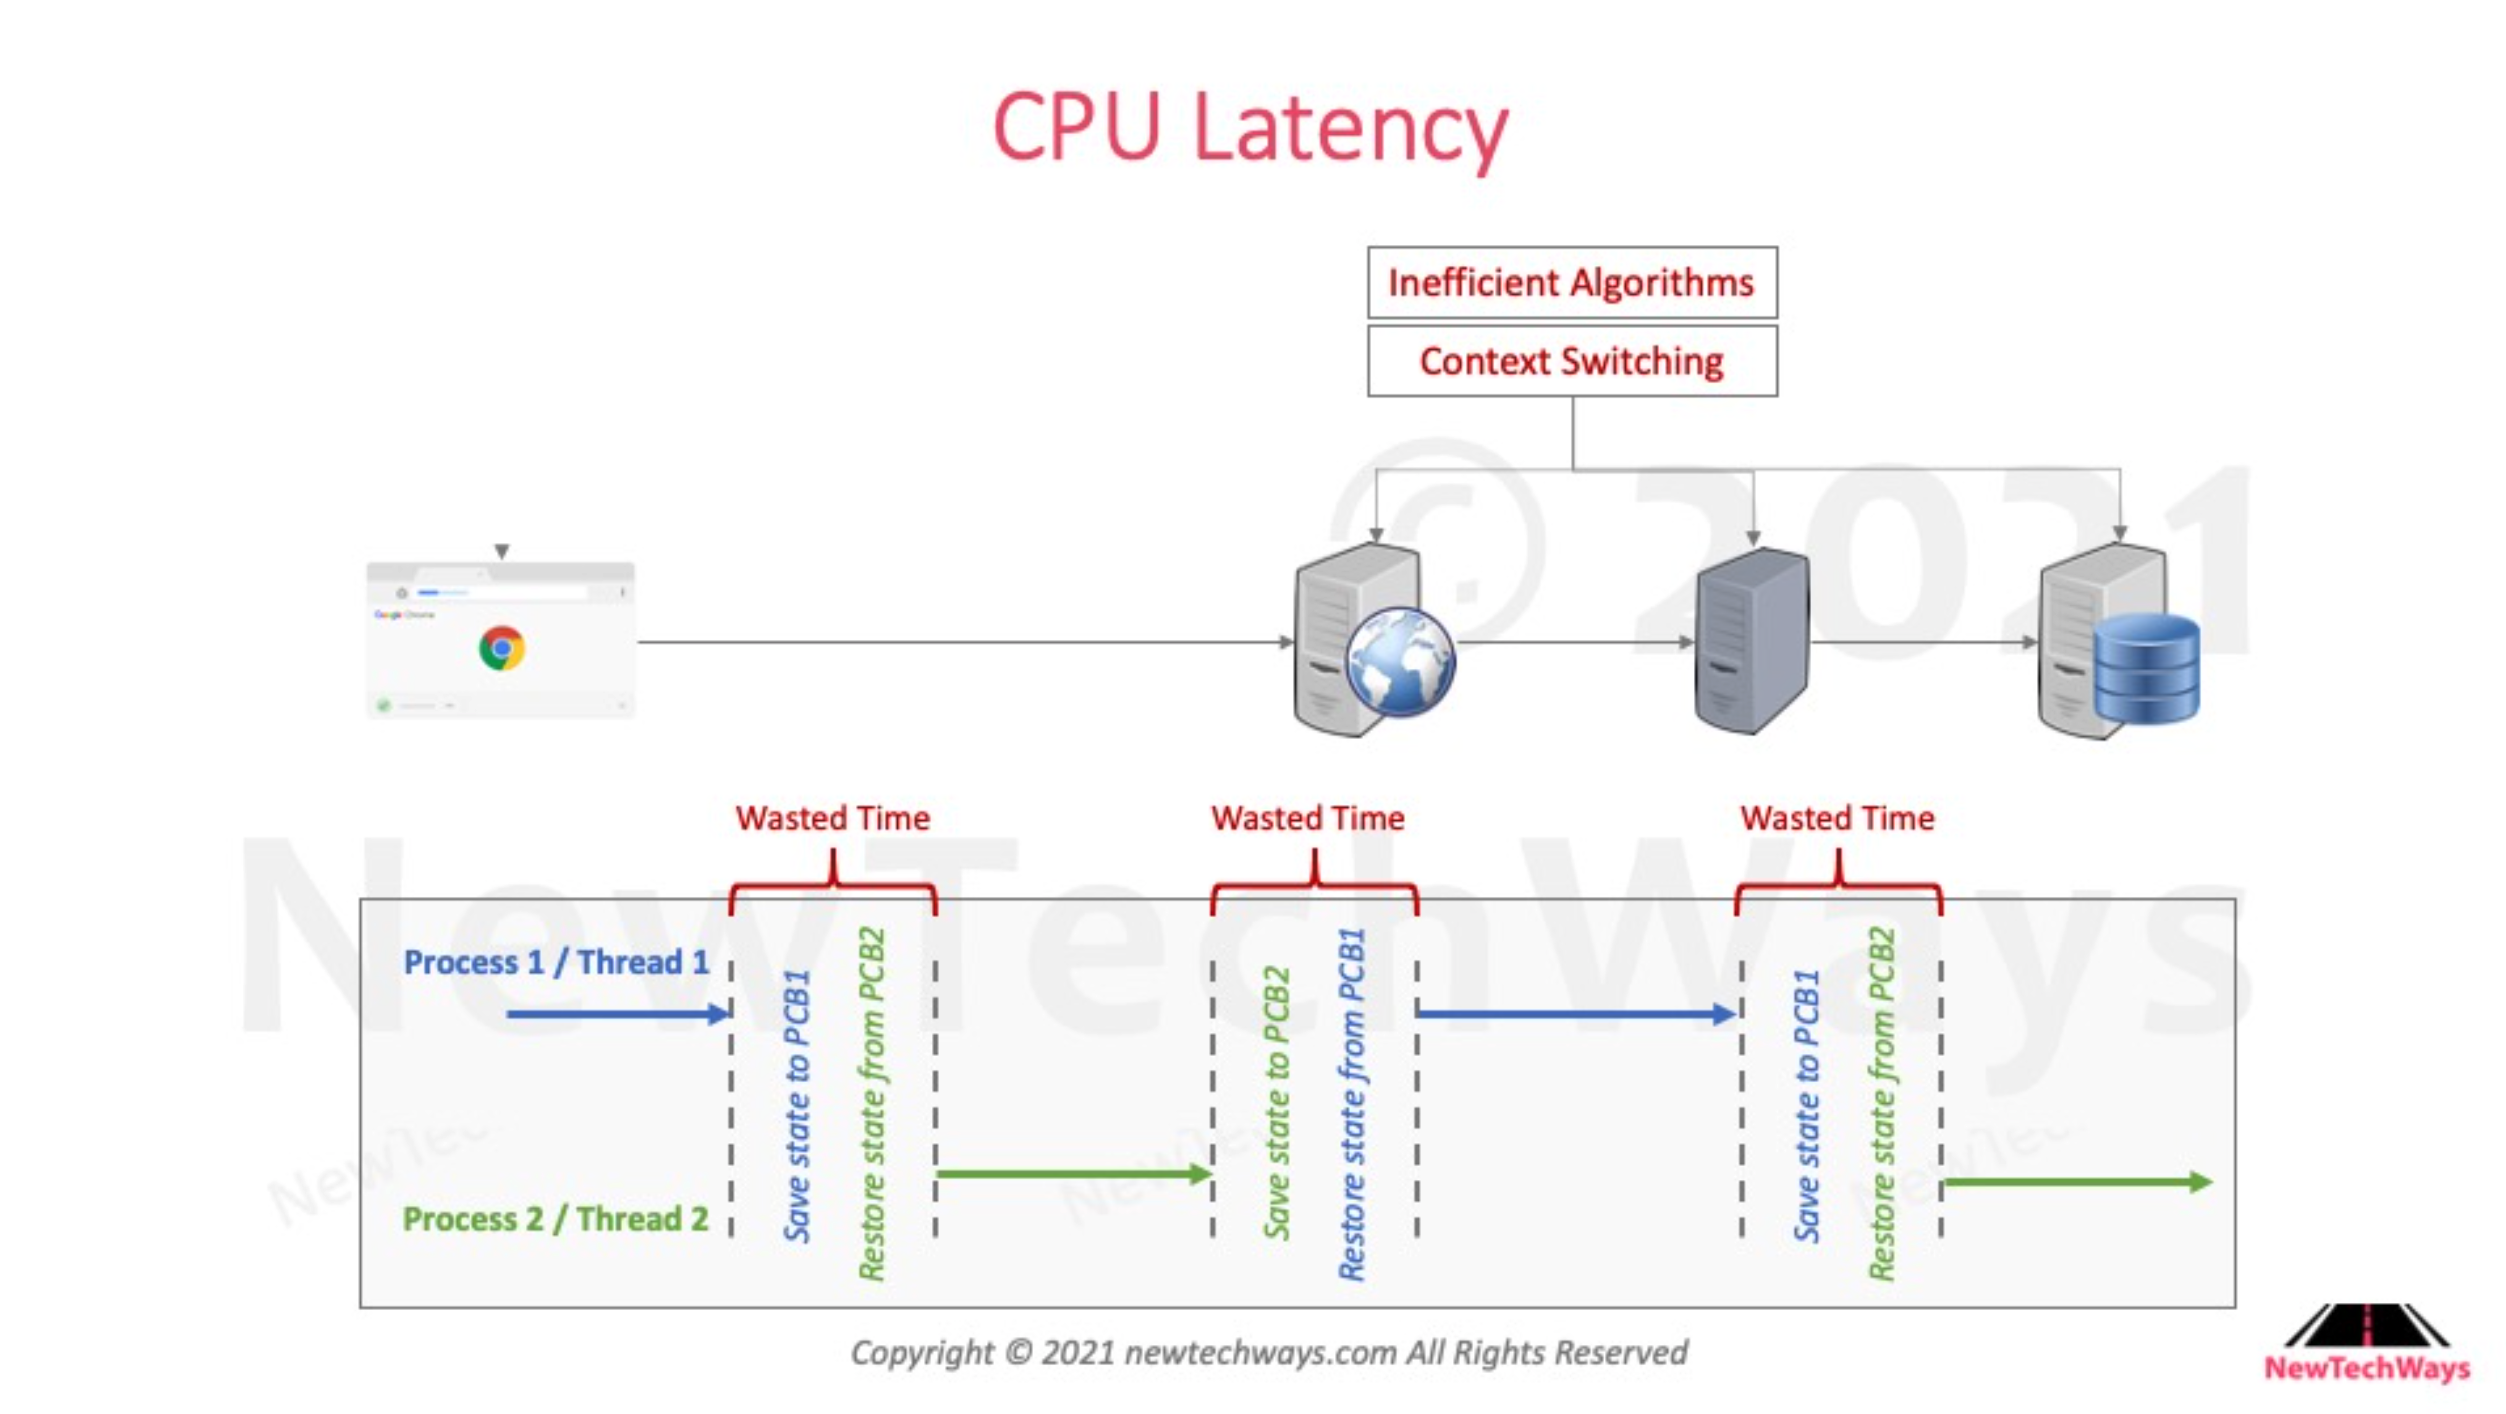 CPU Latency
Inefficient Algorithms
Context Switching
© 2021
Google Chrome
Wasted Time
Wasted Time
Wasted Time
NewTechWays
Process 1 / Thread 1
Process 2 / Thread 2
Save state to PCB1
Restore state from PCB2
Save state to PCB2
Restore state from PCB1
Save state to PCB1
Restore state from PCB2
Copyright © 2021 newtechways.com All Rights Reserved
NewTechWays